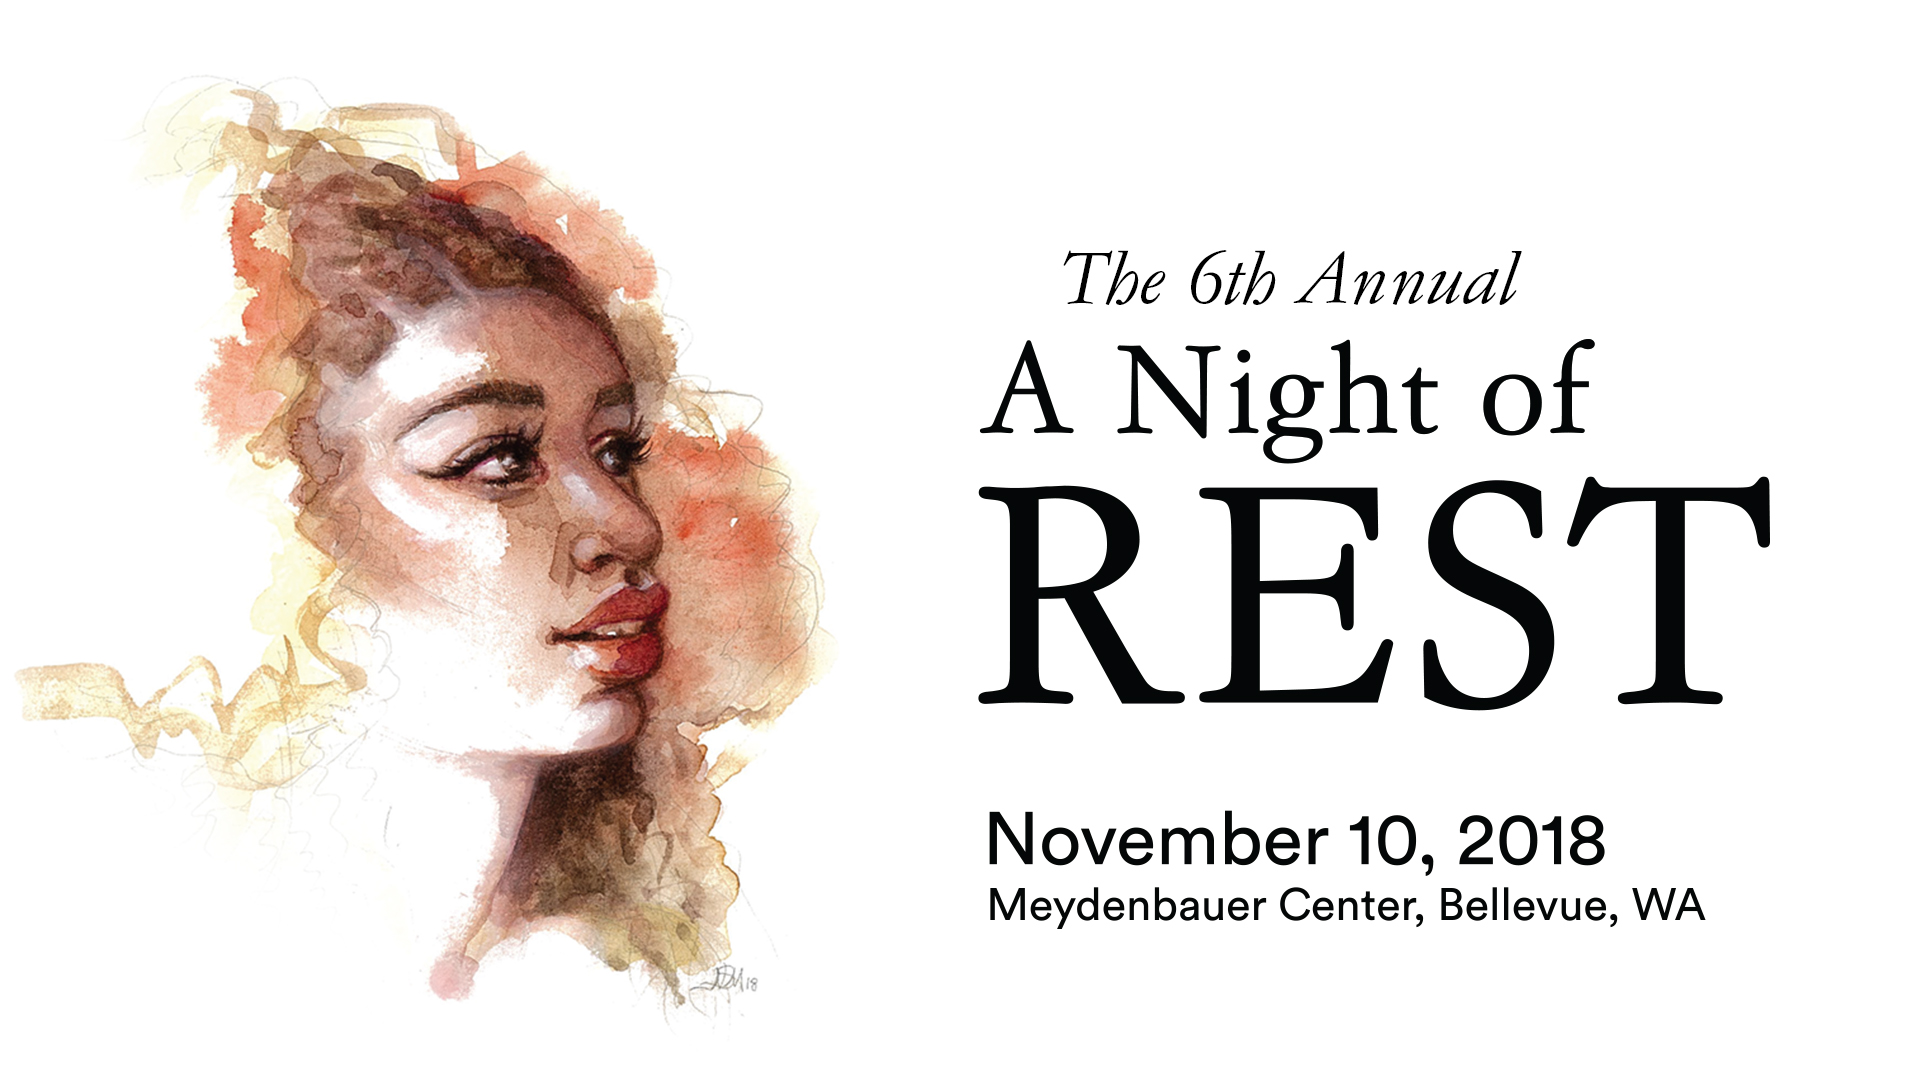 The 6th Annual
A Night of
REST
November 10, 2018
Meydenbauer Center, Bellevue, WA